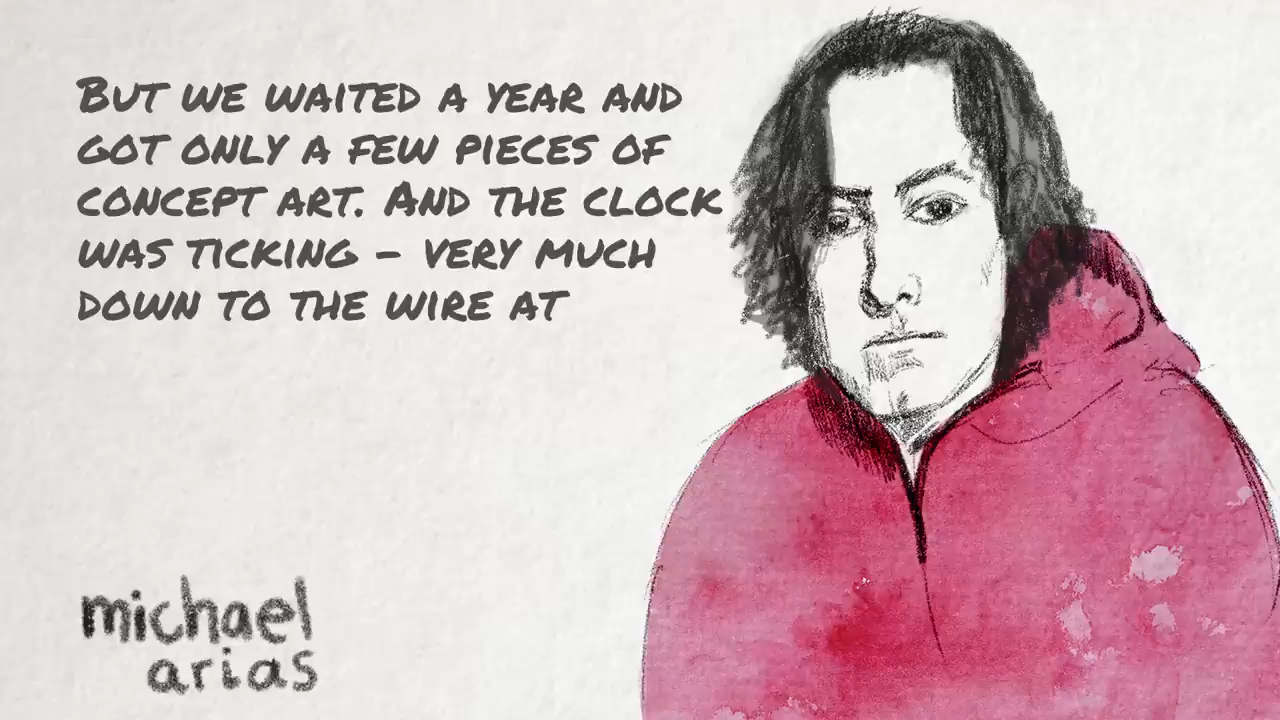 But we waited a year and
got only a few pieces of
concept art. And the clock
was ticking – very much
down to the wire at
michael
arias